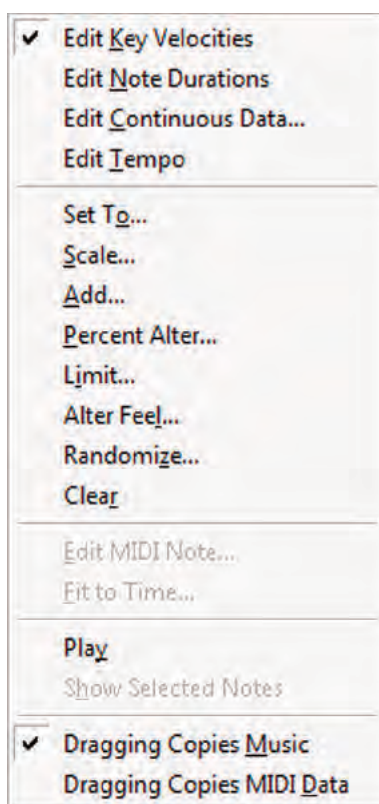 Edit Key Velocities
Edit Note Durations
Edit Continuous Data...
Edit Tempo
Set To...
Scale...
Add...
Percent Alter...
Limit...
Alter Feel...
Randomize...
Clear
Edit MIDI Note...
Fit to Time...
Play
Show Selected Notes
Dragging Copies Music
Dragging Copies MIDI Data